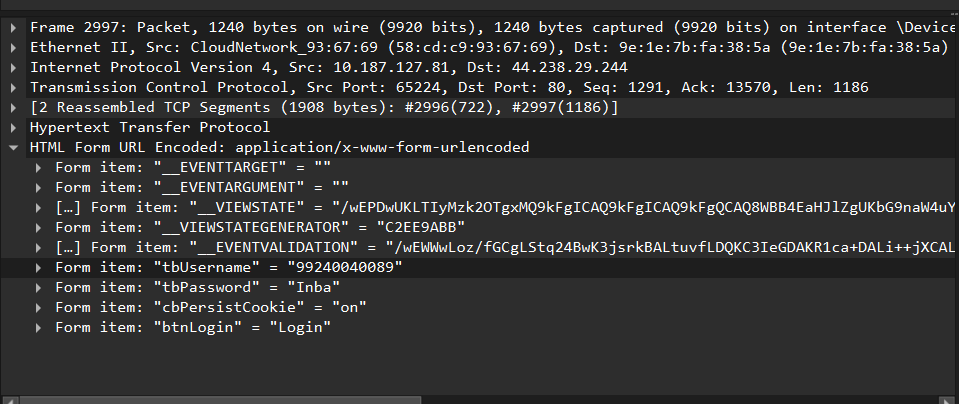 Frame 2997: Packet, 1240 bytes on wire (9920 bits), 1240 bytes captured (9920 bits) on interface \Device
Ethernet II, Src: CloudNetwork_93:67:69 (58:cd:c9:93:67:69), Dst: 9e:1e:7b:fa:38:5a (9e:1e:7b:fa:38:5a)
Internet Protocol Version 4, Src: 10.187.127.81, Dst: 44.238.29.244
Transmission Control Protocol, Src Port: 65224, Dst Port: 80, Seq: 1291, Ack: 13570, Len: 1186
[2 Reassembled TCP Segments (1908 bytes): #2996(722), #2997(1186)]
Hypertext Transfer Protocol
HTML Form URL Encoded: application/x-www-form-urlencoded
Form item: "__EVENTTARGET" = ""
Form item: "__EVENTARGUMENT" = ""
[…] Form item: "__VIEWSTATE" = "/wEPDwUKLTIyMzk2OTgxMQ9kFgICAQ9kFgICAQ9kFgQCAQ8WBB4EaHJlZgUKbG9naW4uY
Form item: "__VIEWSTATEGENERATOR" = "C2EE9ABB"
[…] Form item: "__EVENTVALIDATION" = "/wEWWwLoz/fGCgLStq24BwK3jsrkBALtuvfLDQKC3IeGDAKR1ca+DALi++jXCAL
Form item: "tbUsername" = "99240040089"
Form item: "tbPassword" = "Inba"
Form item: "cbPersistCookie" = "on"
Form item: "btnLogin" = "Login"